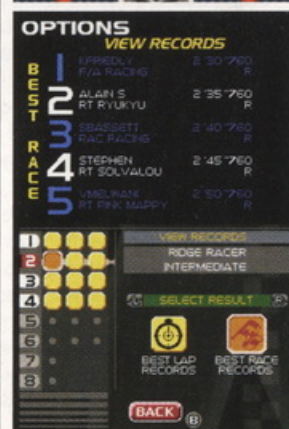 OPTIONS
VIEW RECORDS
BEST RACE
1 KFRIEDLY 2'30"760
F/A RACING R
2 ALAIN S 2'35"760
RT RYUKYU R
3 SBASSETT 2'40"760
RAC RACING R
4 STEPHEN 2'45"760
RT SOLVALOU R
5 VMELWANI 2'50"760
RT PINK MAPPY R
VIEW RECORDS
RIDGE RACER
INTERMEDIATE
SELECT RESULT
1
2
3
4
5
6
7
8
BEST LAP
RECORDS
BEST RACE
RECORDS
BACK B